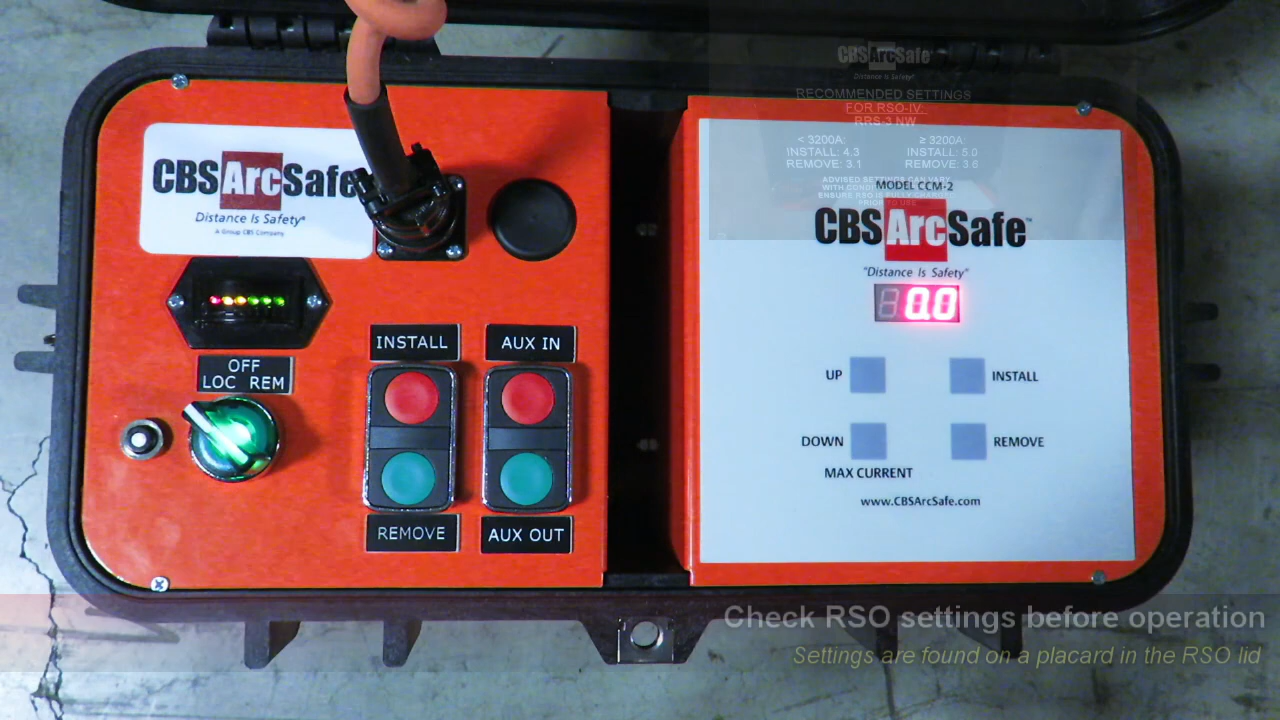 CBSArcSafe
Distance Is Safety®
A Group CBS Company
OFF
LOC REM
INSTALL
AUX IN
REMOVE
AUX OUT
CBSArcSafe
Distance Is Safety®
RECOMMENDED SETTINGS
FOR RSO-IV:
RRS-3 NW
< 3200A:
INSTALL: 4.3
REMOVE: 3.1
≥ 3200A:
INSTALL: 5.0
REMOVE: 3.8
ADVISED SETTINGS CAN VARY
WITH
ENSURE RSO IS FULLY
PRIOR TO USE
MODEL CCM-2
CBSArcSafe™
"Distance Is Safety"
0.0
UP
INSTALL
DOWN
REMOVE
MAX CURRENT
www.CBSArcSafe.com
Check RSO settings before operation
Settings are found on a placard in the RSO lid